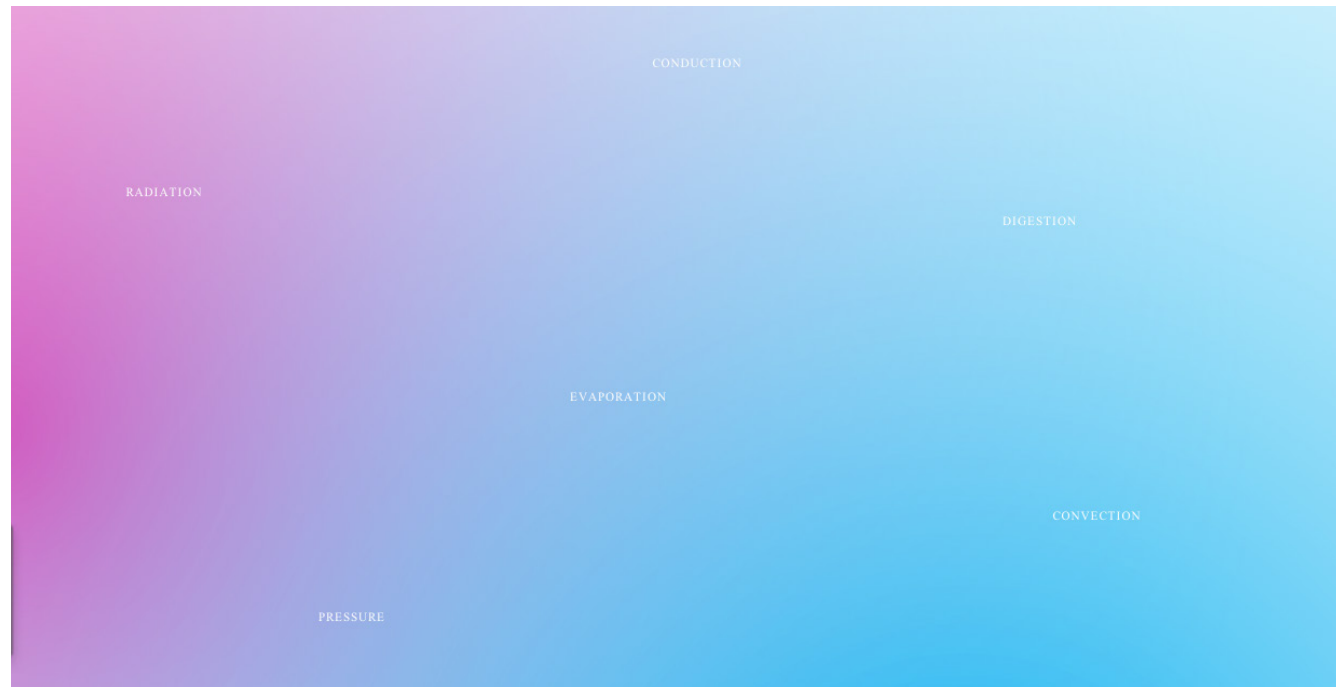 CONDUCTION
RADIATION
DIGESTION
EVAPORATION
CONVECTION
PRESSURE